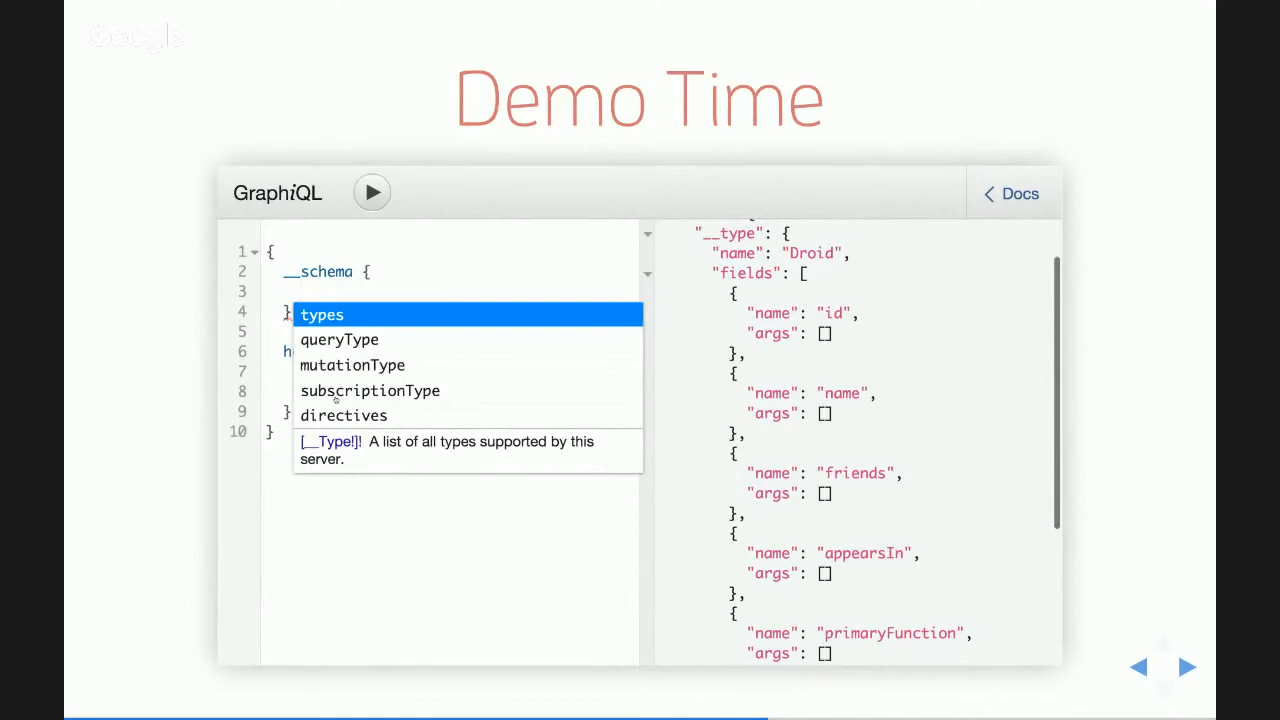 Google
Demo Time
GraphiQL
Docs
1 {
2 __schema {
3
4 }
5
6 h
7
8
9 }
10 }
types
queryType
mutationType
subscriptionType
directives
[__Type!]! A list of all types supported by this
server.
"__type": {
"name": "Droid",
"fields": [
{
"name": "id",
"args": []
},
{
"name": "name",
"args": []
},
{
"name": "friends",
"args": []
},
{
"name": "appearsIn",
"args": []
},
{
"name": "primaryFunction",
"args": []